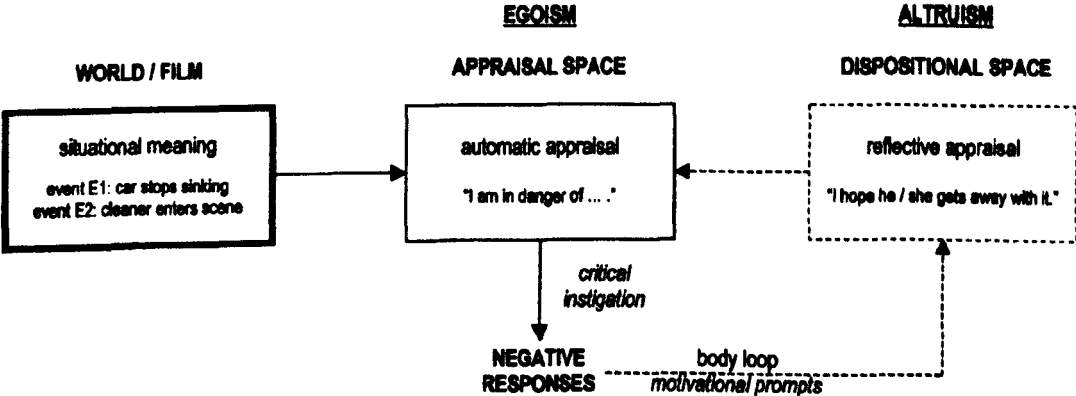 EGOISM
ALTRUISM
WORLD / FILM
APPRAISAL SPACE
DISPOSITIONAL SPACE
situational meaning
event E1: car stops sinking
event E2: cleaner enters scene
automatic appraisal
"I am in danger of ... ."
reflective appraisal
"I hope he / she gets away with it."
critical
instigation
NEGATIVE
RESPONSES
body loop
motivational prompts